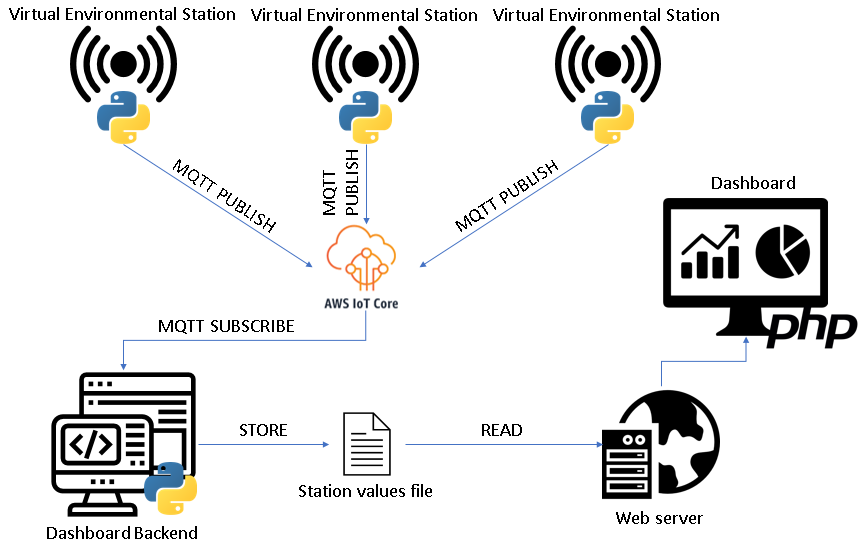 Virtual Environmental Station
Virtual Environmental Station
Virtual Environmental Station
MQTT PUBLISH
MQTT
PUBLISH
MQTT PUBLISH
Dashboard
php
AWS IoT Core
MQTT SUBSCRIBE
</>
STORE
READ
Station values file
Dashboard Backend
Web server